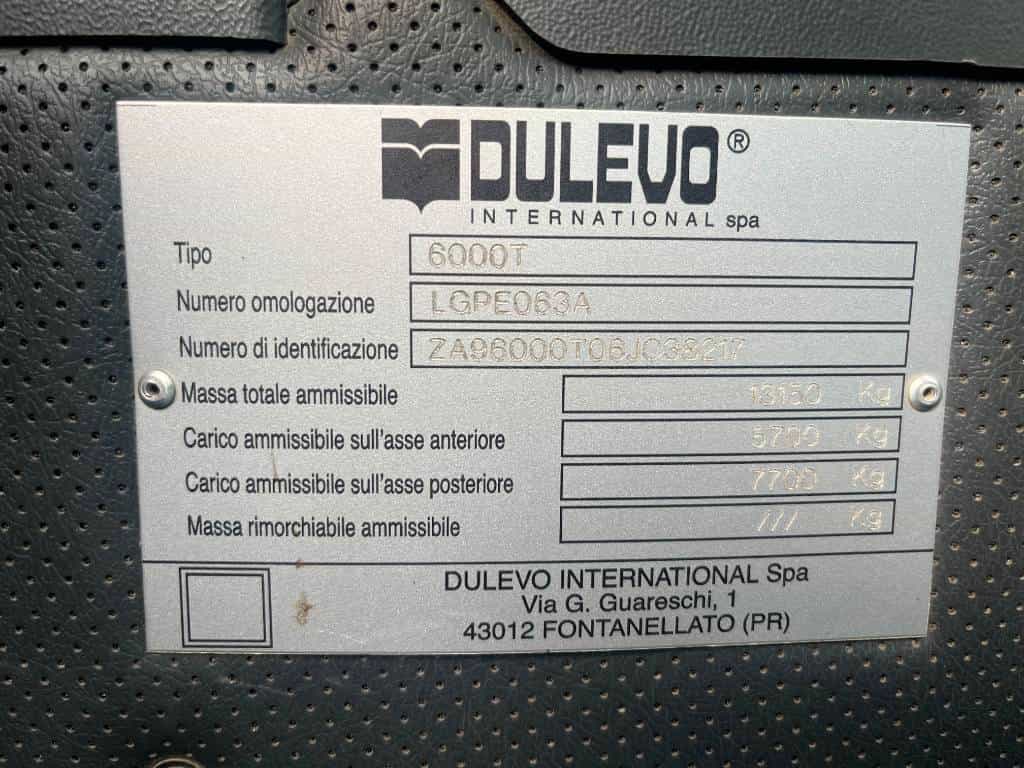 DULEVO®
INTERNATIONAL spa
Tipo 6000T
Numero omologazione LGPE063A
Numero di identificazione ZA96000T06JC38217
Massa totale ammissibile 13150 Kg
Carico ammissibile sull'asse anteriore 5700 Kg
Carico ammissibile sull'asse posteriore 7700 Kg
Massa rimorchiabile ammissibile /// Kg
DULEVO INTERNATIONAL Spa
Via G. Guareschi, 1
43012 FONTANELLATO (PR)